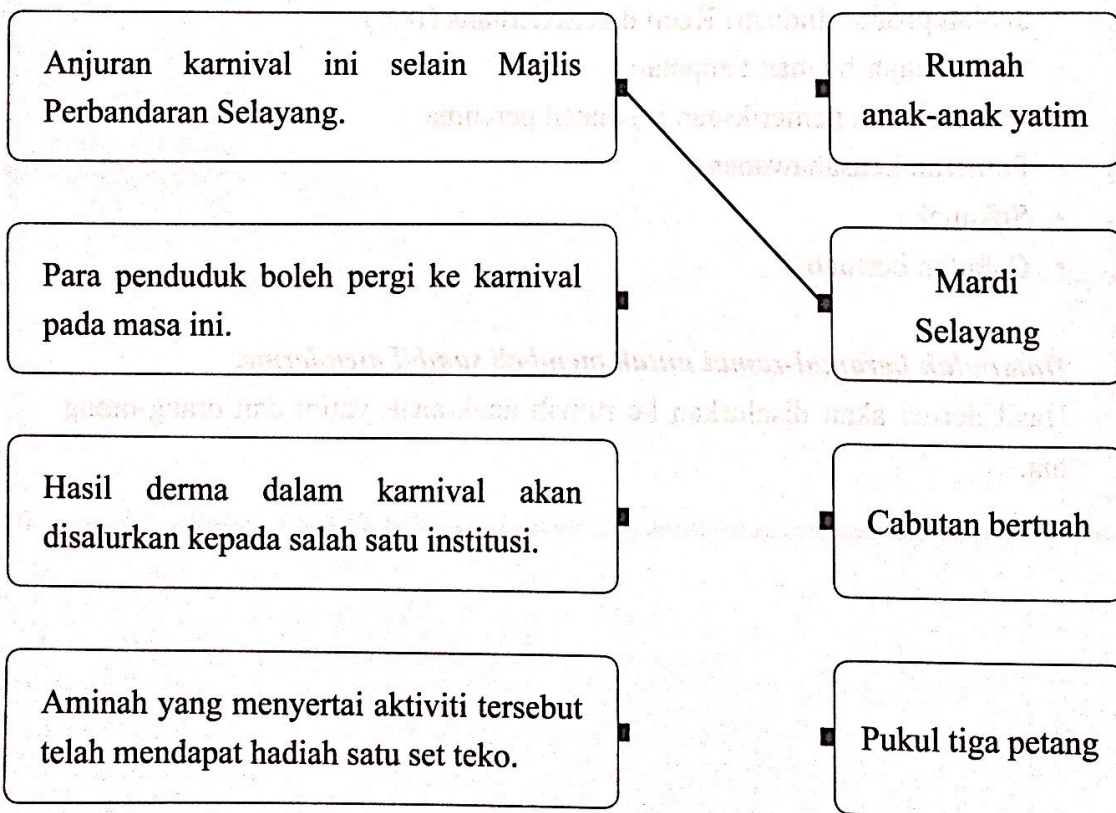 Anjuran karnival ini selain Majlis
Perbandaran Selayang.
Rumah
anak-anak yatim
Para penduduk boleh pergi ke karnival
pada masa ini.
Mardi
Selayang
Hasil derma dalam karnival akan
disalurkan kepada salah satu institusi.
Cabutan bertuah
Aminah yang menyertai aktiviti tersebut
telah mendapat hadiah satu set teko.
Pukul tiga petang